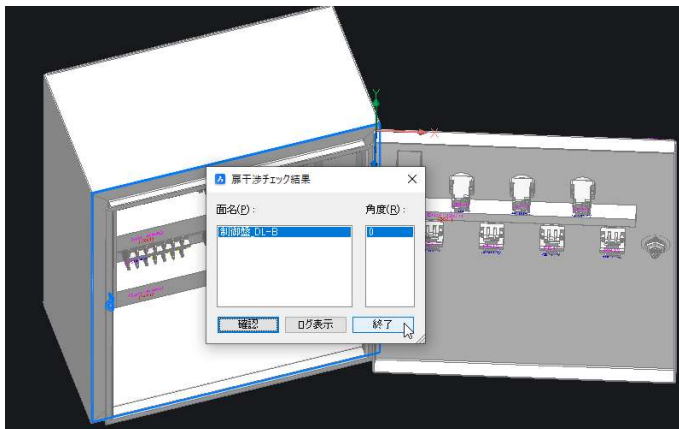 Y
X
扉干渉チェック結果
面名(P):
角度(R):
制御盤_DL-B
0
確認
ログ表示
終了